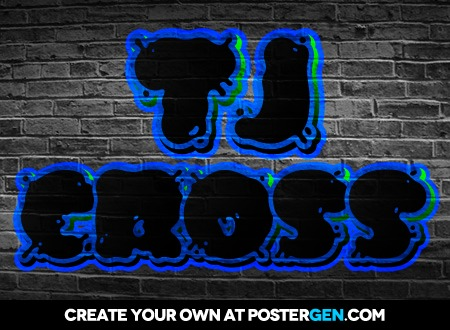 TJ
CROSS
CREATE YOUR OWN AT POSTERGEN.COM